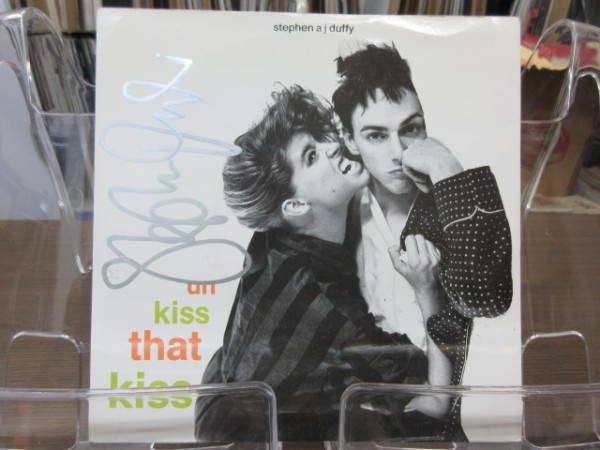 stephen a j duffy
un
kiss
that
kiss